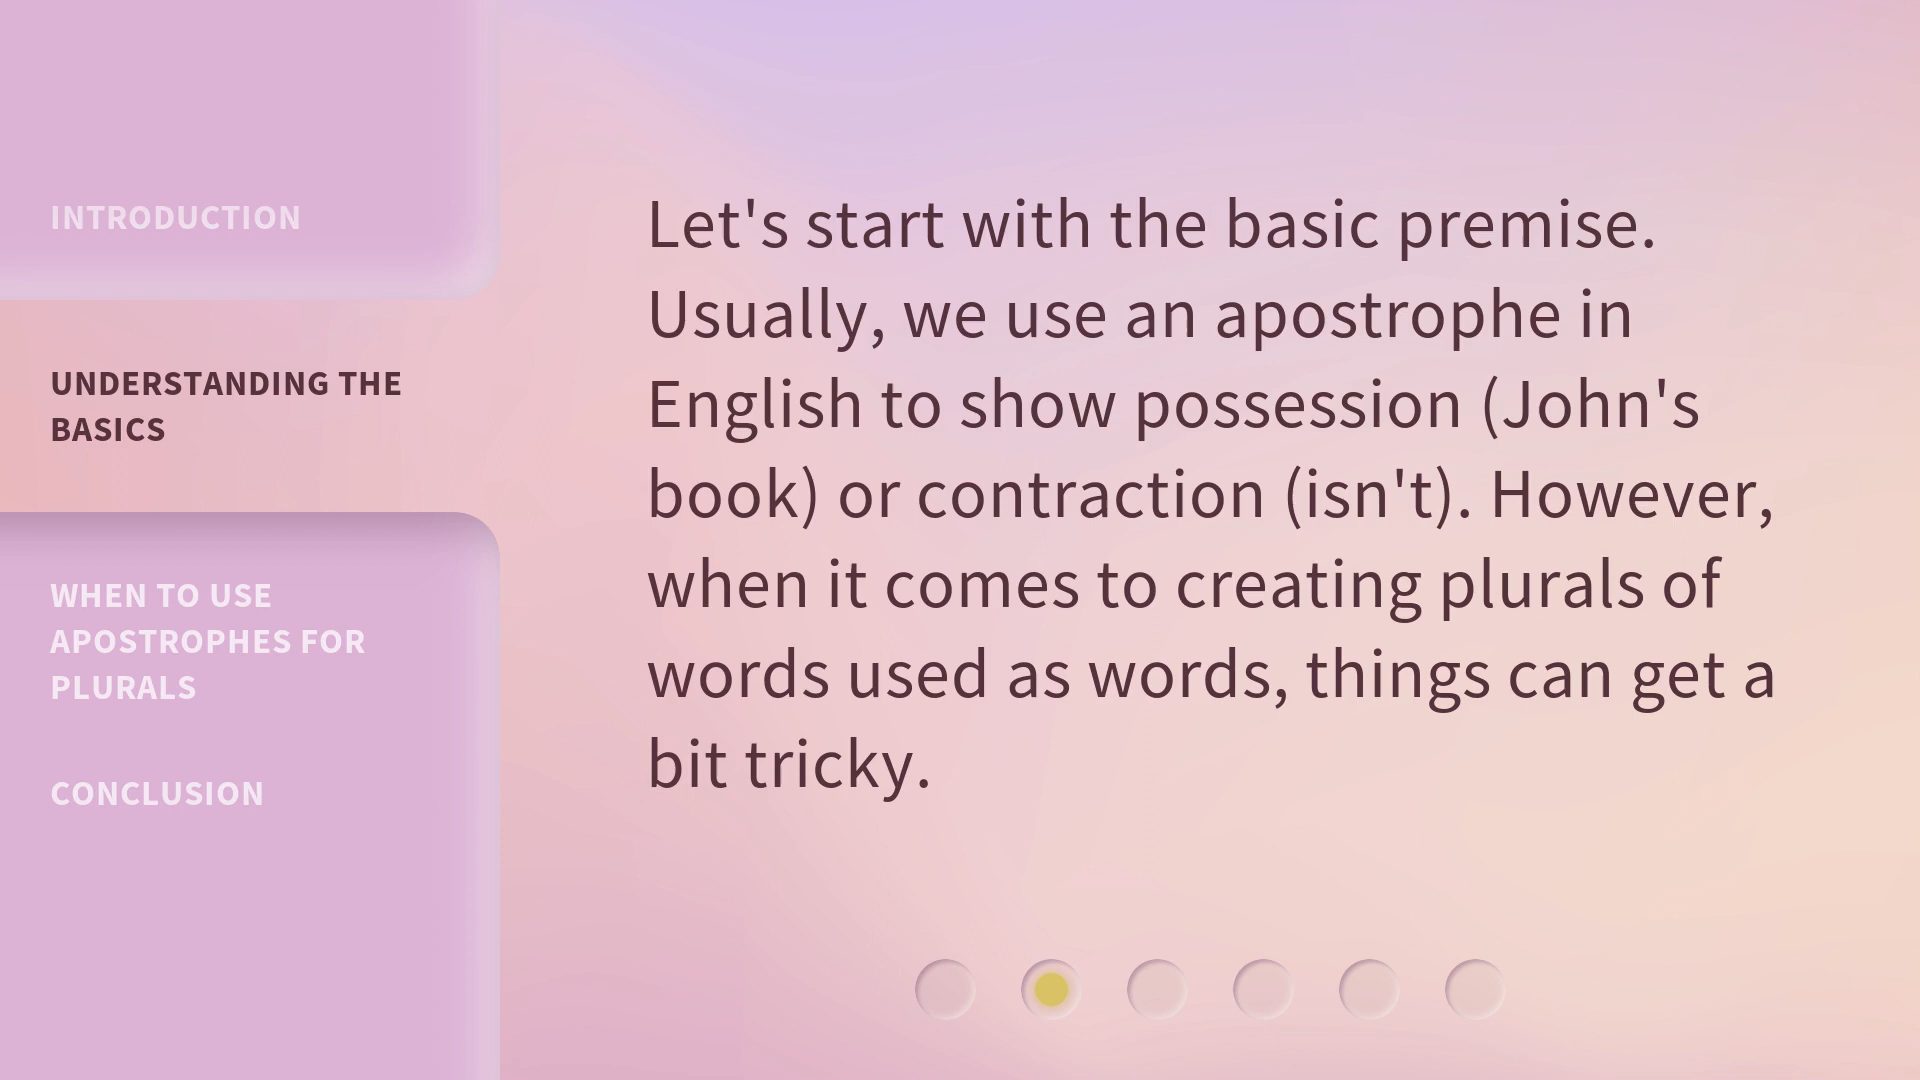 INTRODUCTION
UNDERSTANDING THE
BASICS
WHEN TO USE
APOSTROPHES FOR
PLURALS
CONCLUSION
Let's start with the basic premise.
Usually, we use an apostrophe in
English to show possession (John's
book) or contraction (isn't). However,
when it comes to creating plurals of
words used as words, things can get a
bit tricky.